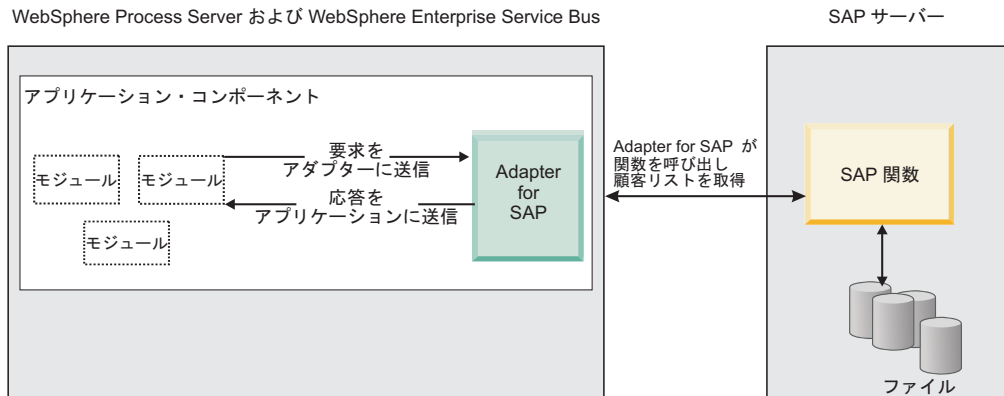 WebSphere Process Server および WebSphere Enterprise Service Bus
SAP サーバー
アプリケーション・コンポーネント
モジュール
モジュール
モジュール
要求を
アダプターに送信
応答を
アプリケーションに送信
Adapter
for
SAP
Adapter for SAP が
関数を呼び出し
顧客リストを取得
SAP 関数
ファイル